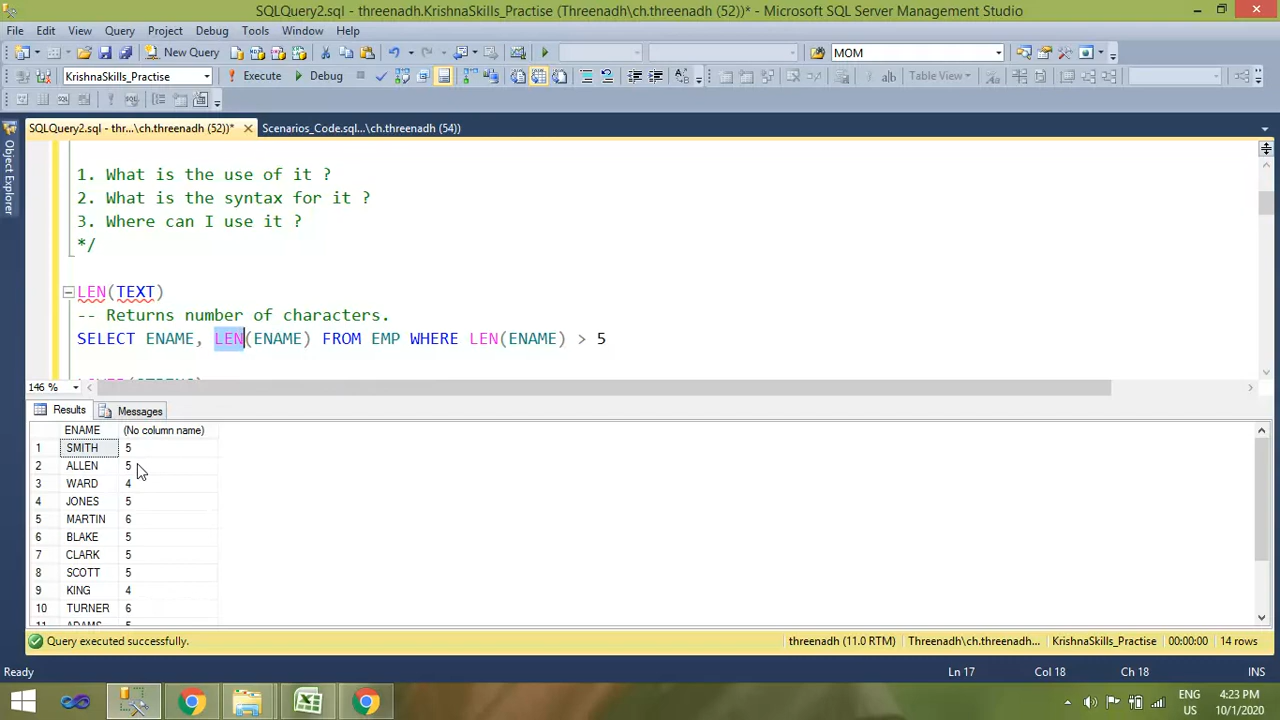 SQLQuery2.sql - threenadh.KrishnaSkills_Practise (Threenadh\ch.threenadh (52))* - Microsoft SQL Server Management Studio
File Edit View Query Project Debug Tools Window Help
New Query MOM
KrishnaSkills_Practise Execute Debug Table View
SQLQuery2.sql - thr...\ch.threenadh (52))* Scenarios_Code.sql...\ch.threenadh (54))
Object Explorer
1. What is the use of it ?
2. What is the syntax for it ?
3. Where can I use it ?
*/
LEN(TEXT)
-- Returns number of characters.
SELECT ENAME, LEN(ENAME) FROM EMP WHERE LEN(ENAME) > 5
146 %
Results Messages
ENAME (No column name)
1 SMITH 5
2 ALLEN 5
3 WARD 4
4 JONES 5
5 MARTIN 6
6 BLAKE 5
7 CLARK 5
8 SCOTT 5
9 KING 4
10 TURNER 6
11 ADAMS 5
Query executed successfully. threenadh (11.0 RTM) Threenadh\ch.threenadh... KrishnaSkills_Practise 00:00:00 14 rows
Ready Ln 17 Col 18 Ch 18 INS
ENG 4:23 PM
US 10/1/2020